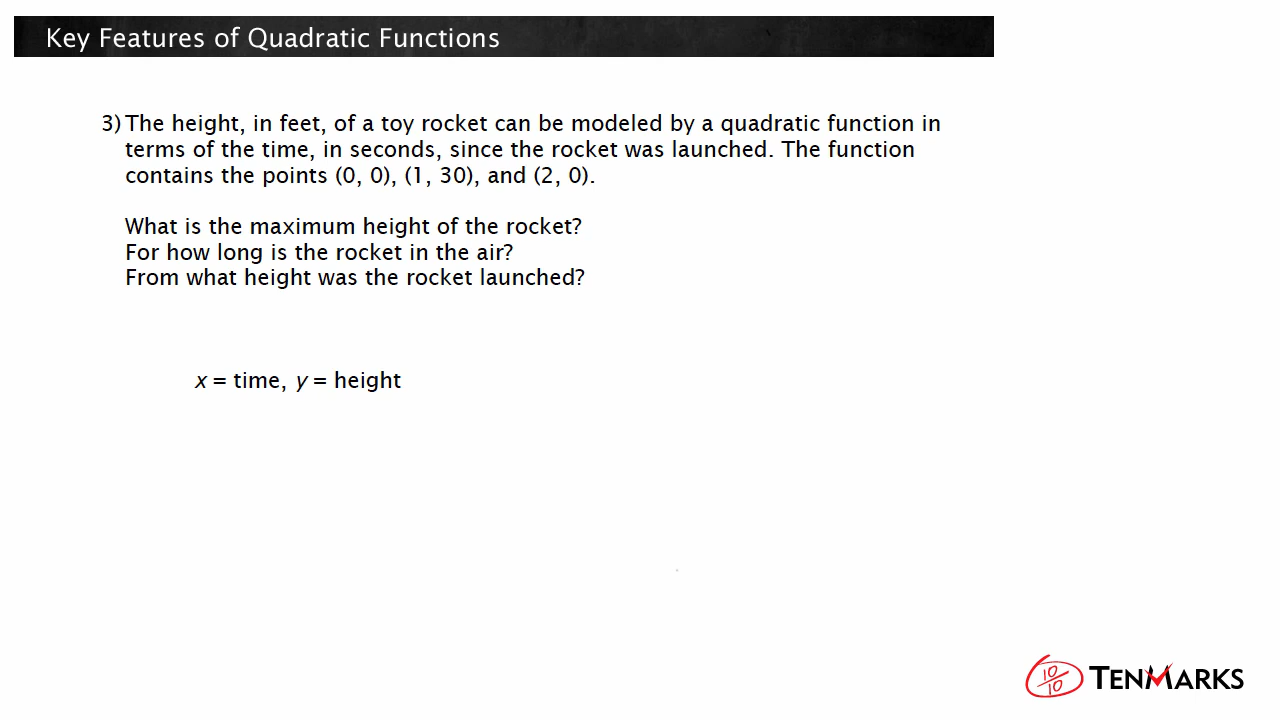 Key Features of Quadratic Functions
3) The height, in feet, of a toy rocket can be modeled by a quadratic function in
terms of the time, in seconds, since the rocket was launched. The function
contains the points (0, 0), (1, 30), and (2, 0).
What is the maximum height of the rocket?
For how long is the rocket in the air?
From what height was the rocket launched?
x = time, y = height
10/10 TENMARKS